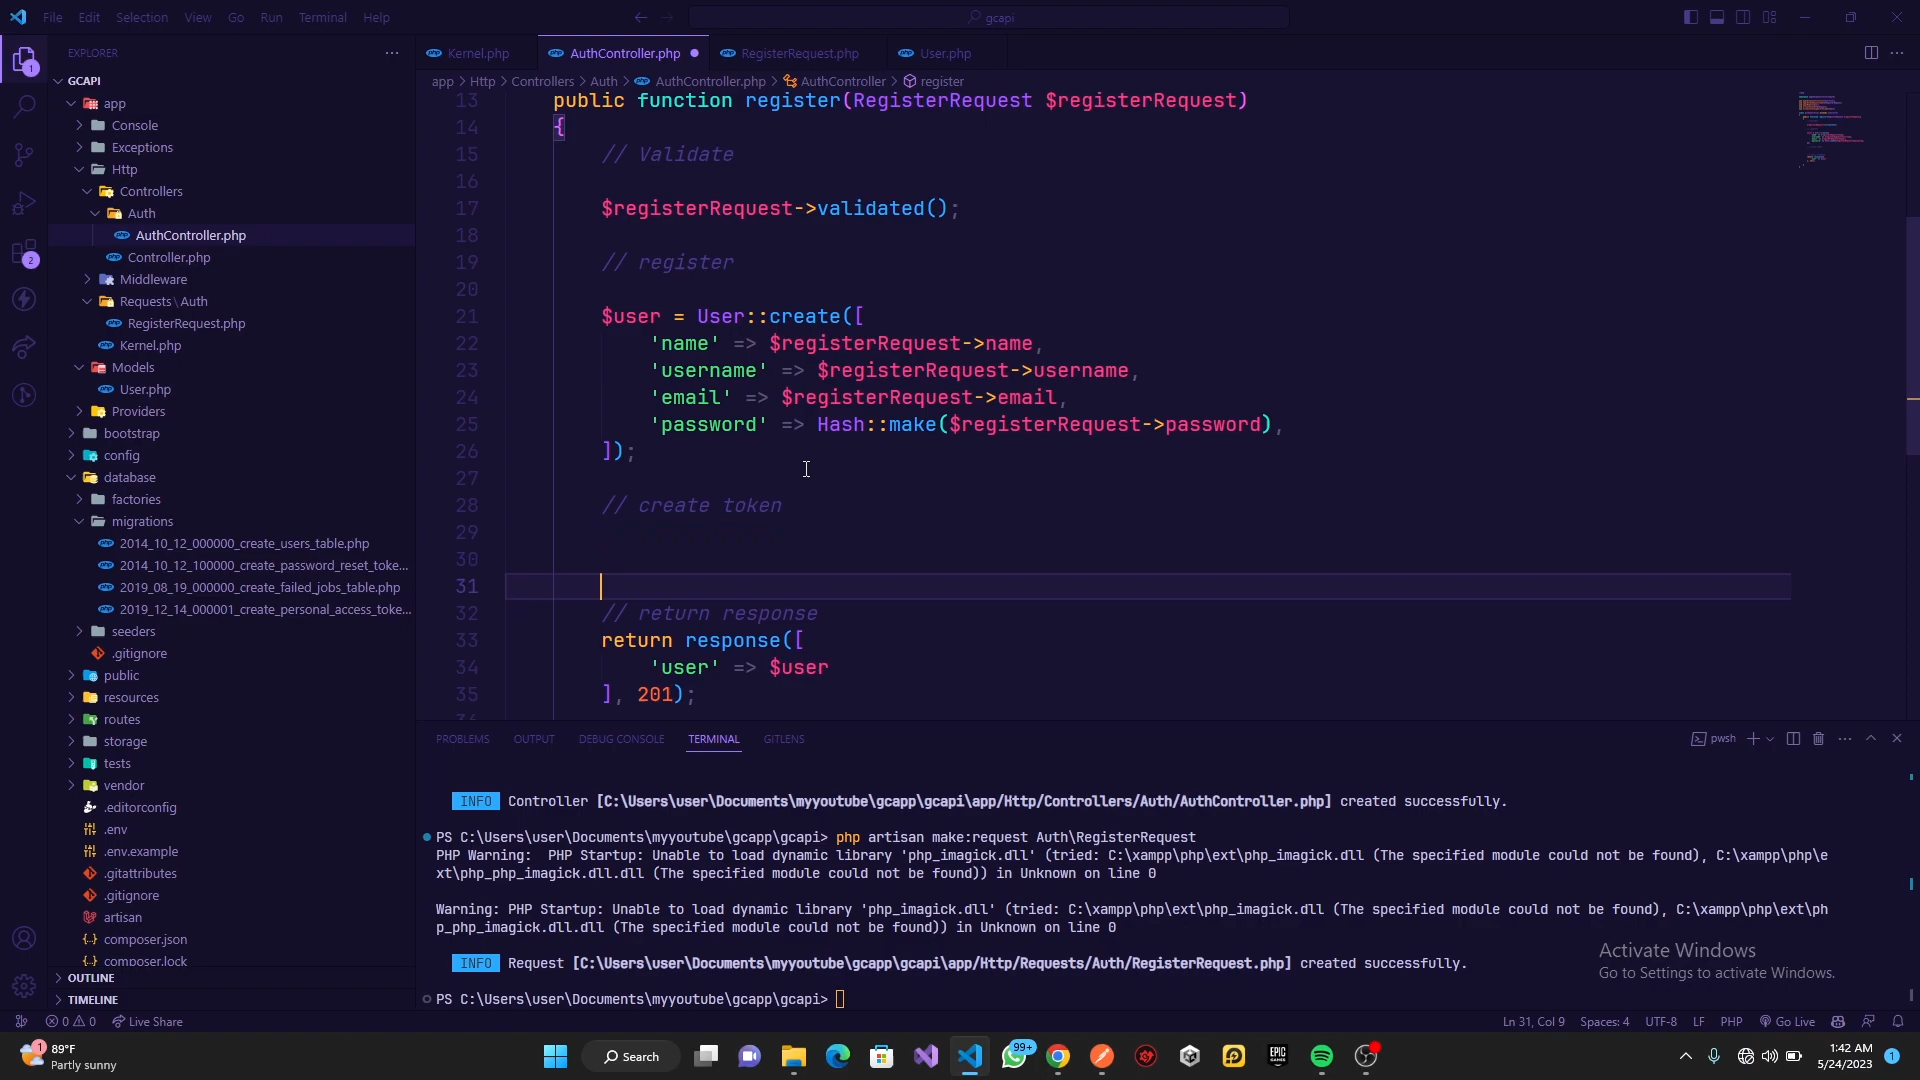 File Edit Selection View Go Run Terminal Help
gcapi
EXPLORER
GCAPI
app
Console
Exceptions
Http
Controllers
Auth
AuthController.php
Controller.php
Middleware
Requests\Auth
RegisterRequest.php
Kernel.php
Models
User.php
Providers
bootstrap
config
database
factories
migrations
2014_10_12_000000_create_users_table.php
2014_10_12_100000_create_password_reset_toke...
2019_08_19_000000_create_failed_jobs_table.php
2019_12_14_000001_create_personal_access_toke...
seeders
.gitignore
public
resources
routes
storage
tests
vendor
.editorconfig
.env
.env.example
.gitattributes
.gitignore
artisan
composer.json
composer.lock
OUTLINE
TIMELINE
1
2
Kernel.php AuthController.php RegisterRequest.php User.php
app > Http > Controllers > Auth > AuthController.php > AuthController > register
13 public function register(RegisterRequest $registerRequest)
14 {
15 // Validate
16
17 $registerRequest->validated();
18
19 // register
20
21 $user = User::create([
22 'name' => $registerRequest->name,
23 'username' => $registerRequest->username,
24 'email' => $registerRequest->email,
25 'password' => Hash::make($registerRequest->password),
26 ]);
27
28 // create token
29
30
31
32 // return response
33 return response([
34 'user' => $user
35 ], 201);
PROBLEMS OUTPUT DEBUG CONSOLE TERMINAL GITLENS
pwsh
INFO Controller [C:\Users\user\Documents\myyoutube\gcapp\gcapi\app/Http/Controllers/Auth/AuthController.php] created successfully.
PS C:\Users\user\Documents\myyoutube\gcapp\gcapi> php artisan make:request Auth\RegisterRequest
PHP Warning: PHP Startup: Unable to load dynamic library 'php_imagick.dll' (tried: C:\xampp\php\ext\php_imagick.dll (The specified module could not be found), C:\xampp\php\e
xt\php_php_imagick.dll.dll (The specified module could not be found)) in Unknown on line 0
Warning: PHP Startup: Unable to load dynamic library 'php_imagick.dll' (tried: C:\xampp\php\ext\php_imagick.dll (The specified module could not be found), C:\xampp\php\ext\ph
p_php_imagick.dll.dll (The specified module could not be found)) in Unknown on line 0
INFO Request [C:\Users\user\Documents\myyoutube\gcapp\gcapi\app/Http/Requests/Auth/RegisterRequest.php] created successfully.
PS C:\Users\user\Documents\myyoutube\gcapp\gcapi>
Activate Windows
Go to Settings to activate Windows.
0 0 Live Share
Ln 31, Col 9 Spaces: 4 UTF-8 LF PHP Go Live
1
89°F
Partly sunny
Search
99+
EPIC
GAMES
1:42 AM
5/24/2023
1